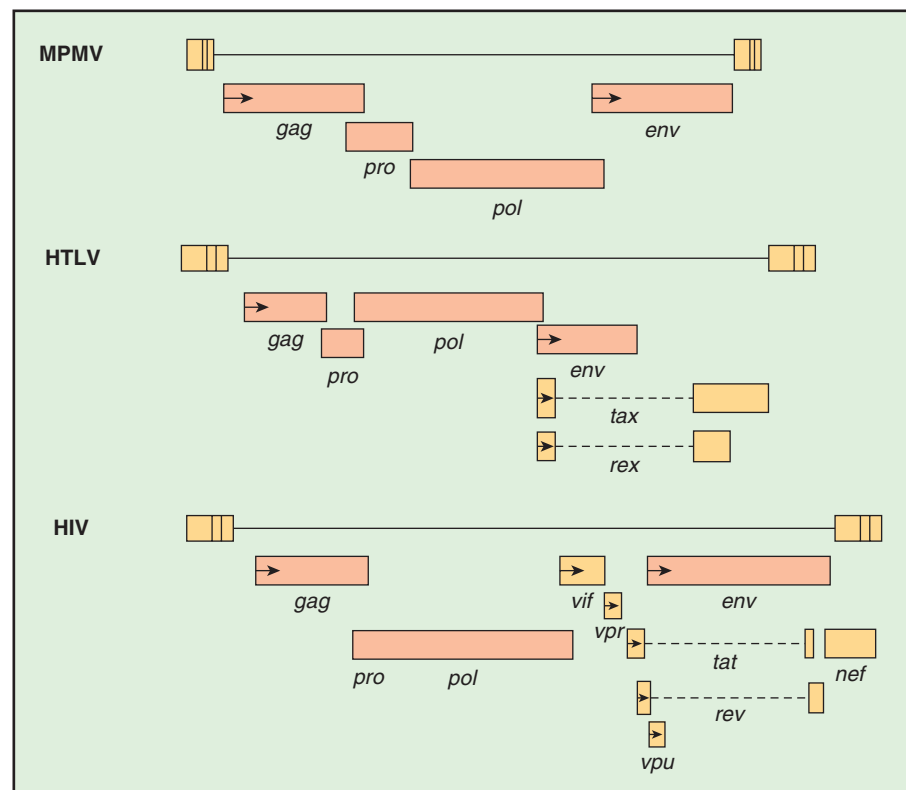 MPMV
gag env
pro
pol
HTLV
gag pol env
pro
tax
rex
HIV
gag vif env
vpr
pro pol tat nef
rev
vpu